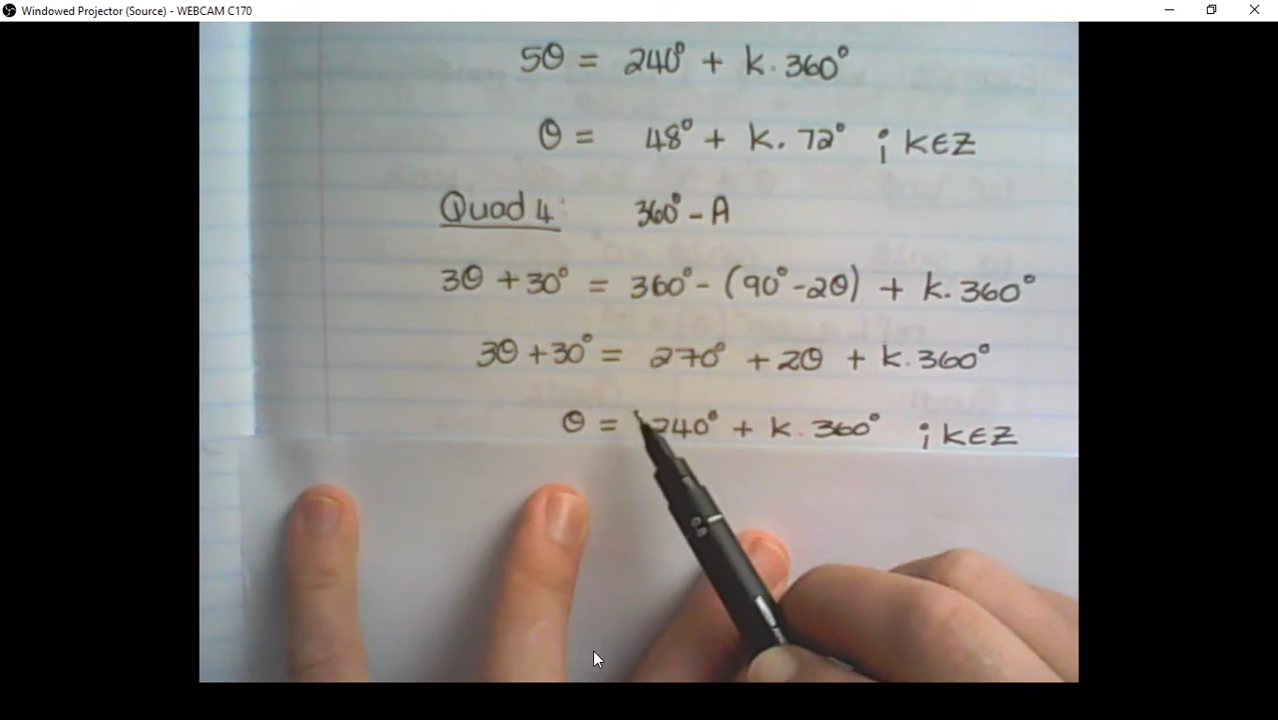 Windowed Projector (Source) - WEBCAM C170
5θ = 240° + k.360°
θ = 48° + k.72° ; k∈Z
Quad 4: 360° - A
3θ + 30° = 360° - (90° - 2θ) + k.360°
3θ + 30° = 270° + 2θ + k.360°
θ = 240° + k.360° ; k∈Z